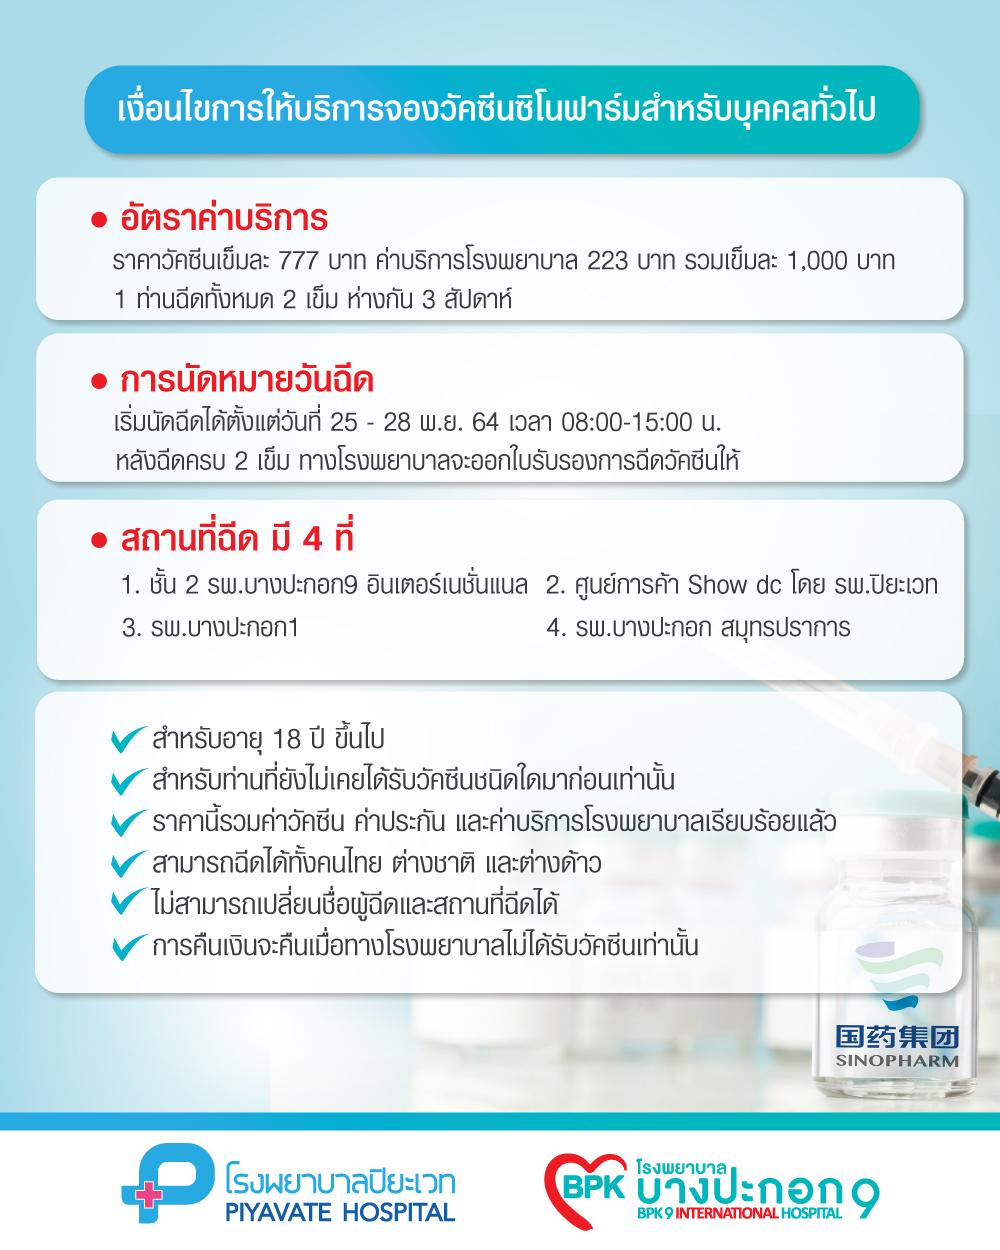 เงื่อนไขการให้บริการจองวัคซีนซิโนฟาร์มสำหรับบุคคลทั่วไป
• อัตราค่าบริการ
ราคาวัคซีนเข็มละ 777 บาท ค่าบริการโรงพยาบาล 223 บาท รวมเข็มละ 1,000 บาท
1 ท่านฉีดทั้งหมด 2 เข็ม ห่างกัน 3 สัปดาห์
• การนัดหมายวันฉีด
เริ่มนัดฉีดได้ตั้งแต่วันที่ 25 - 28 พ.ย. 64 เวลา 08:00-15:00 น.
หลังฉีดครบ 2 เข็ม ทางโรงพยาบาลจะออกใบรับรองการฉีดวัคซีนให้
• สถานที่ฉีด มี 4 ที่
1. ชั้น 2 รพ.บางปะกอก9 อินเตอร์เนชั่นแนล 2. ศูนย์การค้า Show dc โดย รพ.ปิยะเวท
3. รพ.บางปะกอก1 4. รพ.บางปะกอก สมุทรปราการ
สำหรับอายุ 18 ปี ขึ้นไป
สำหรับท่านที่ยังไม่เคยได้รับวัคซีนชนิดใดมาก่อนเท่านั้น
ราคานี้รวมค่าวัคซีน ค่าประกัน และค่าบริการโรงพยาบาลเรียบร้อยแล้ว
สามารถฉีดได้ทั้งคนไทย ต่างชาติ และต่างด้าว
ไม่สามารถเปลี่ยนชื่อผู้ฉีดและสถานที่ฉีดได้
การคืนเงินจะคืนเมื่อทางโรงพยาบาลไม่ได้รับวัคซีนเท่านั้น
国药集团
SINOPHARM
โรงพยาบาลปิยะเวท
PIYAVATE HOSPITAL
BPK
โรงพยาบาล
บางปะกอก 9
BPK 9 INTERNATIONAL HOSPITAL